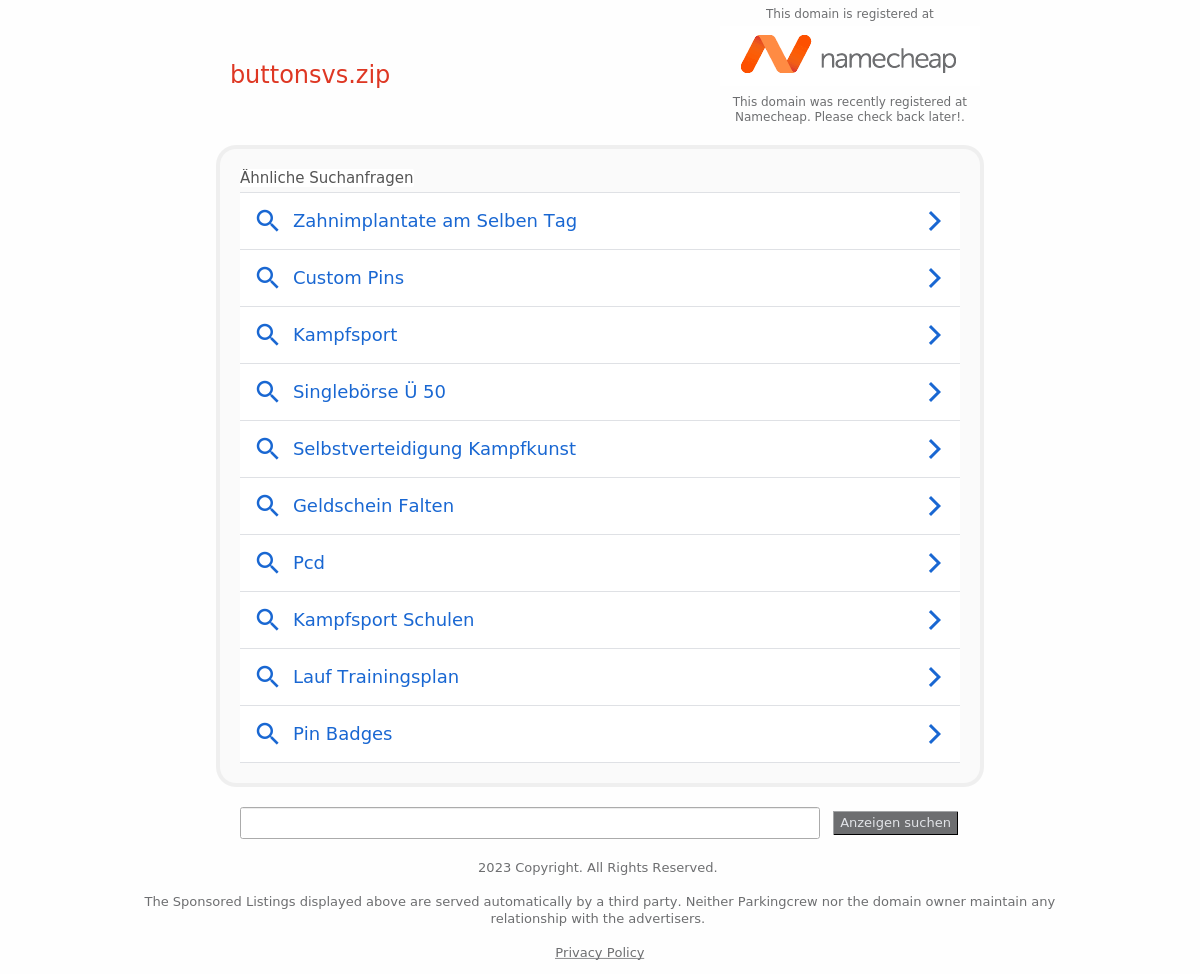 This domain is registered at
namecheap
buttonsvs.zip
This domain was recently registered at
Namecheap. Please check back later!.
Ähnliche Suchanfragen
Zahnimplantate am Selben Tag
Custom Pins
Kampfsport
Singlebörse Ü 50
Selbstverteidigung Kampfkunst
Geldschein Falten
Pcd
Kampfsport Schulen
Lauf Trainingsplan
Pin Badges
Anzeigen suchen
2023 Copyright. All Rights Reserved.
The Sponsored Listings displayed above are served automatically by a third party. Neither Parkingcrew nor the domain owner maintain any
relationship with the advertisers.
Privacy Policy